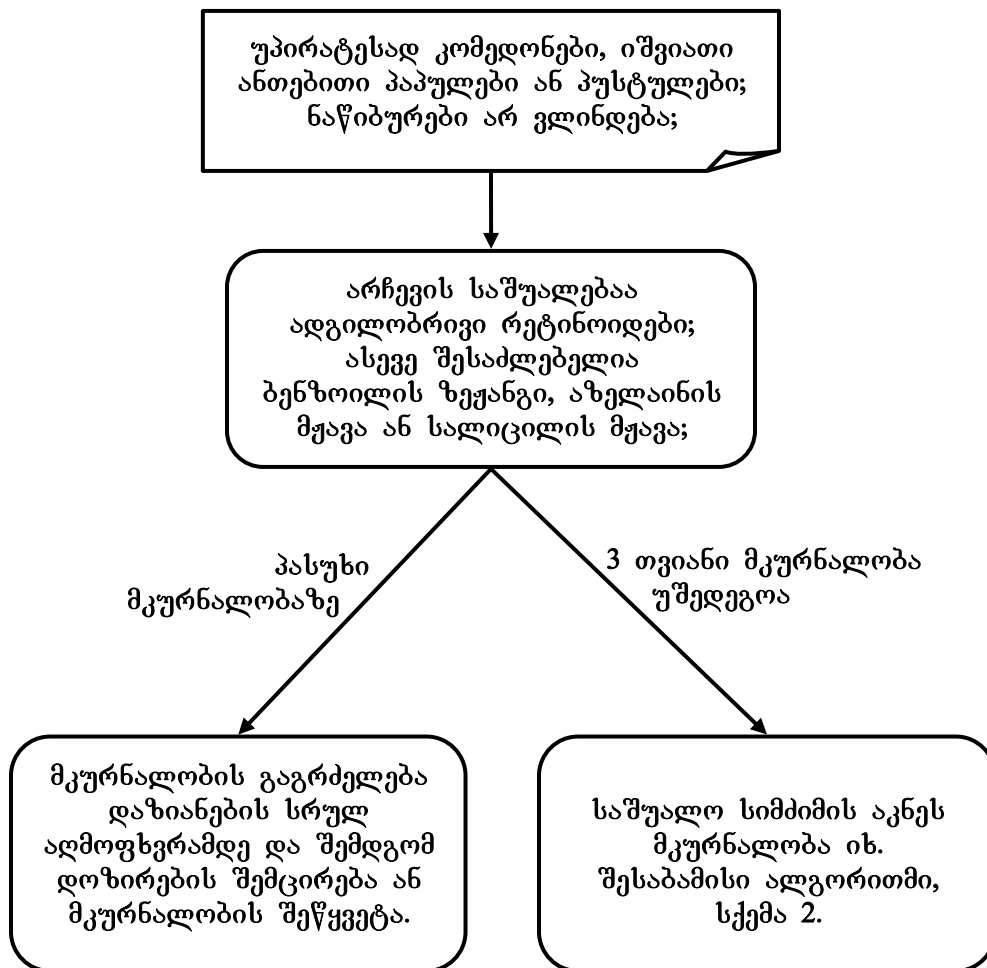 უპირატესად კომედონები, იშვიათი
ანთებითი პაპულები ან პუსტულები;
ნაწიბურები არ ვლინდება;
არჩევის საშუალებაა
ადგილობრივი რეტინოიდები;
ასევე შესაძლებელია
ბენზოილის ზეჟანგი, აზელაინის
მჟავა ან სალიცილის მჟავა;
პასუხი
მკურნალობაზე
3 თვიანი მკურნალობა
უშედეგოა
მკურნალობის გაგრძელება
დაზიანების სრულ
აღმოფხვრამდე და შემდგომ
დოზირების შემცირება ან
მკურნალობის შეწყვეტა.
საშუალო სიმძიმის აკნეს
მკურნალობა იხ.
შესაბამისი ალგორითმი,
სქემა 2.